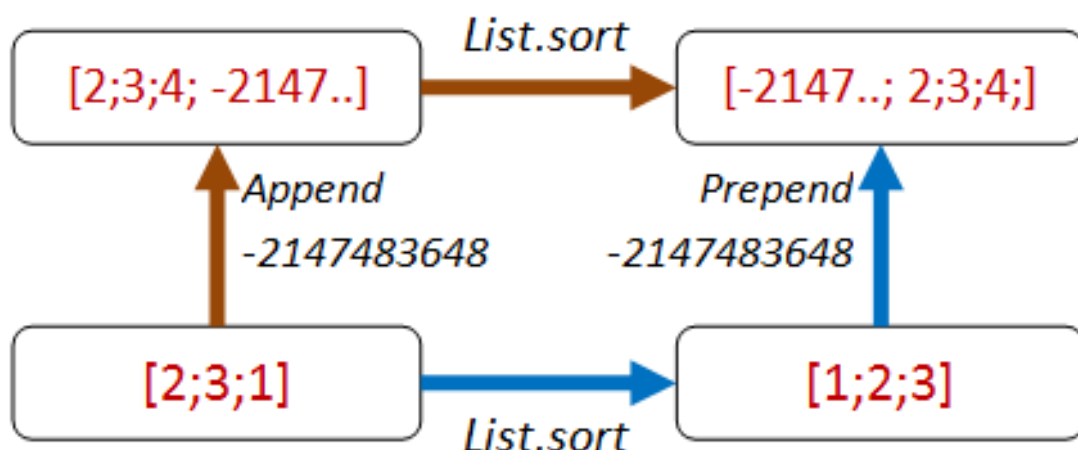 List.sort
[2;3;4; -2147..]
[-2147..; 2;3;4;]
Append
-2147483648
Prepend
-2147483648
[2;3;1]
[1;2;3]
List.sort